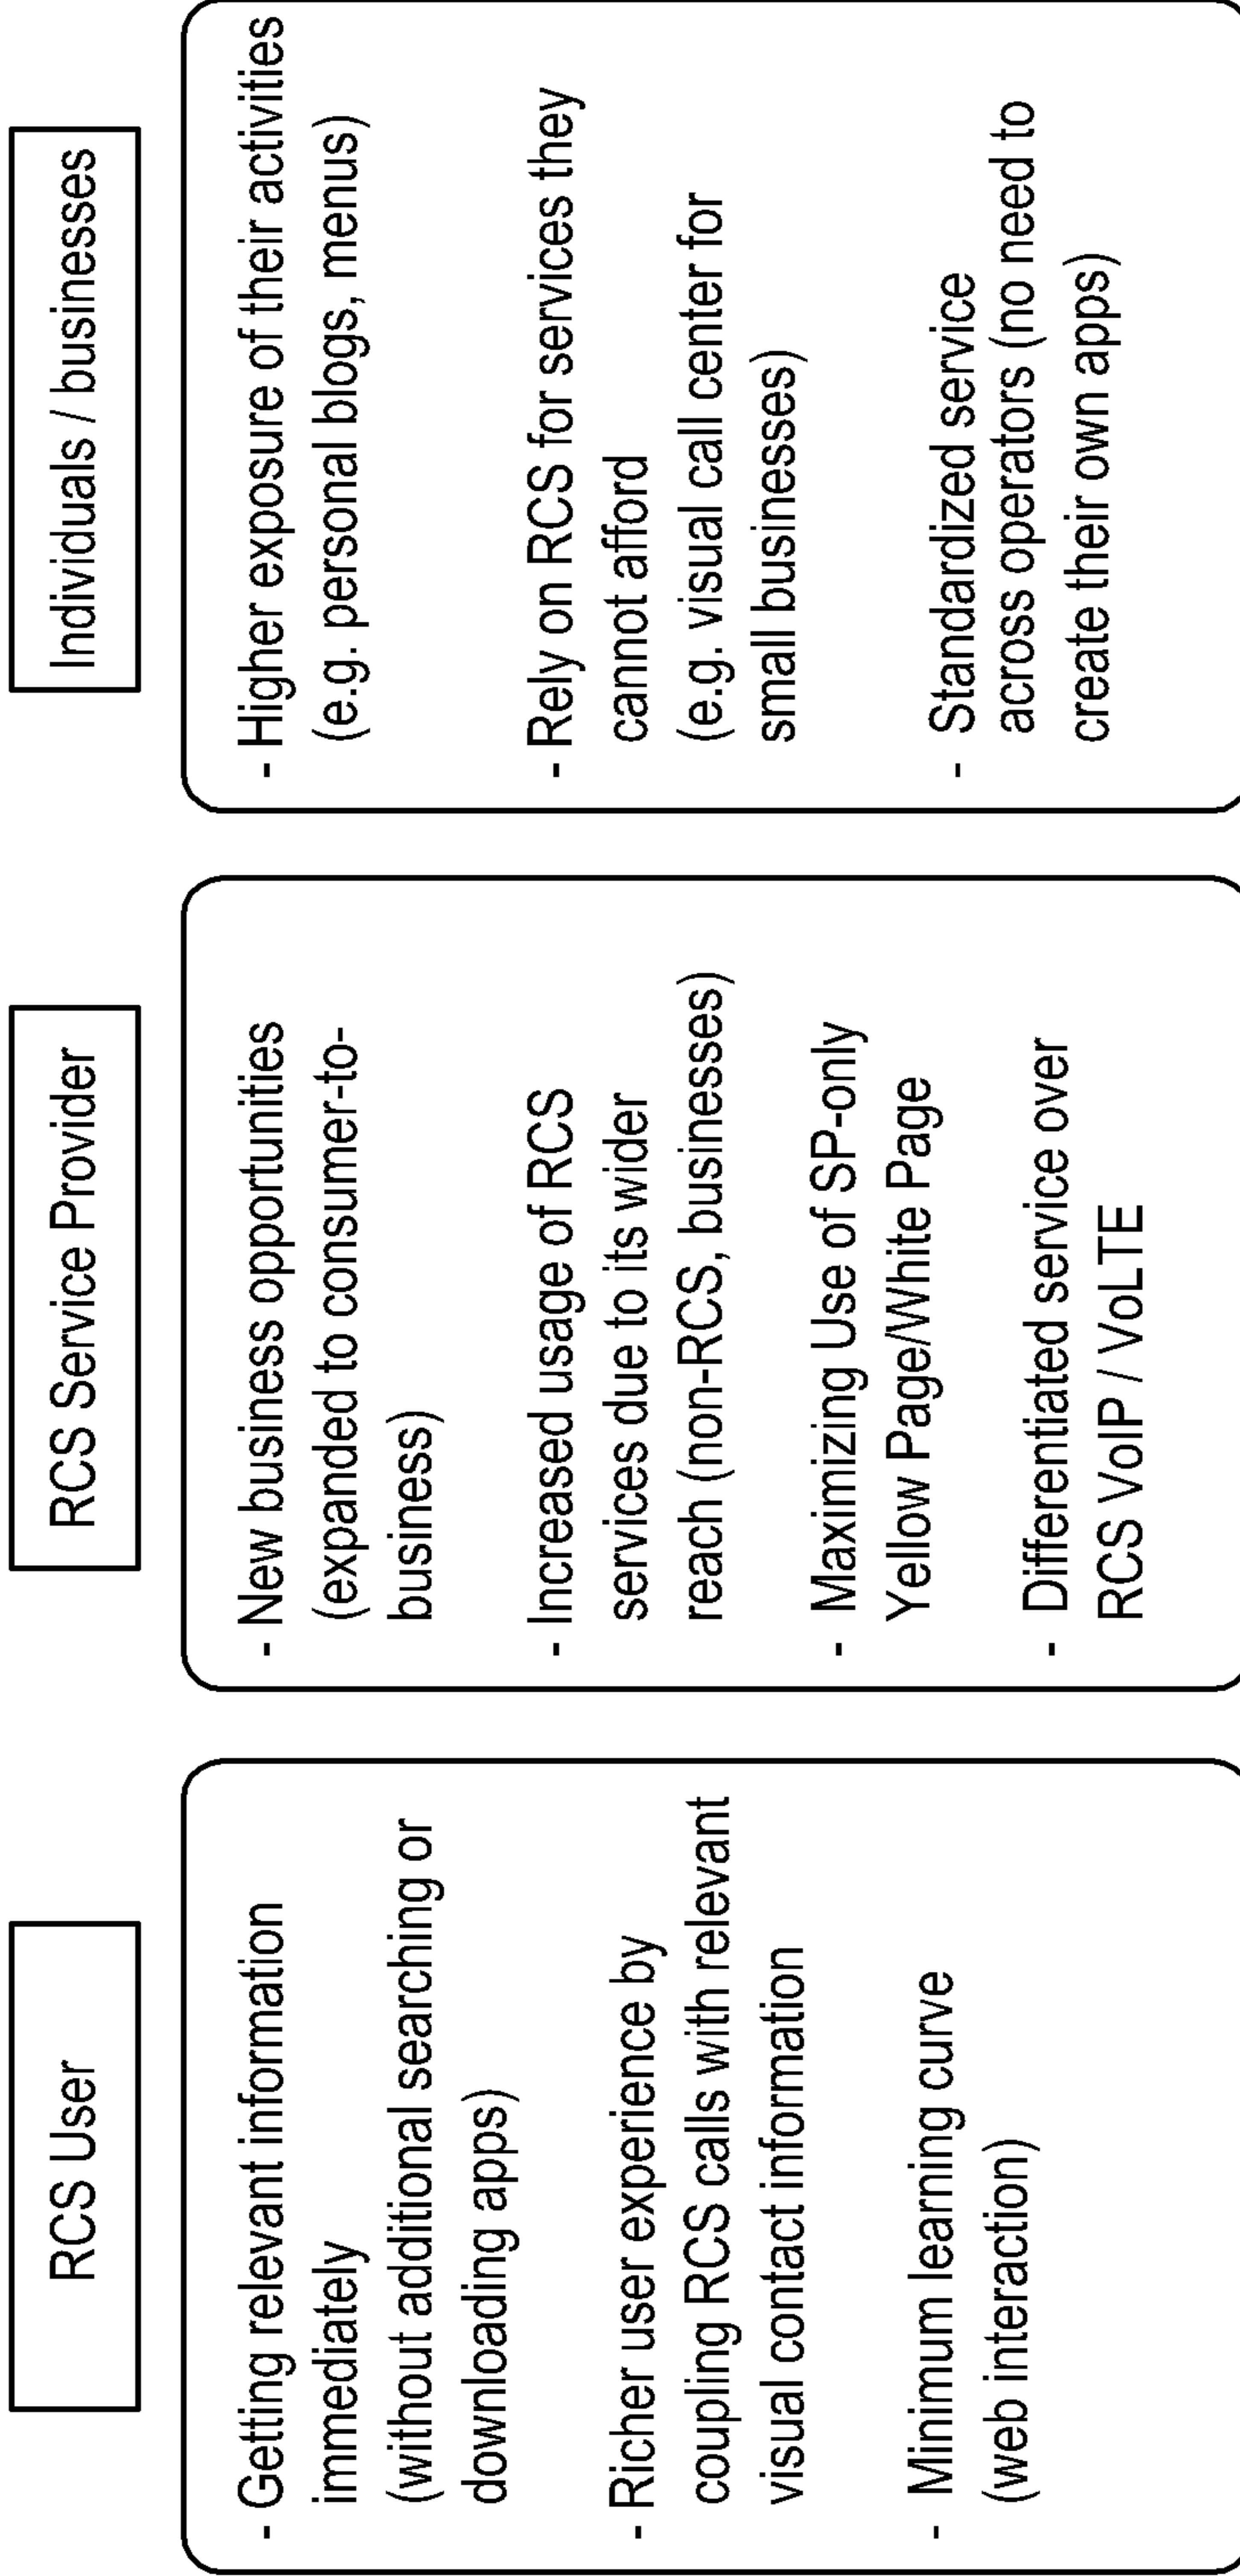 RCS User
- Getting relevant information
immediately
(without additional searching or
downloading apps)
- Richer user experience by
coupling RCS calls with relevant
visual contact information
- Minimum learning curve
(web interaction)
RCS Service Provider
- New business opportunities
(expanded to consumer-to-
business)
- Increased usage of RCS
services due to its wider
reach (non-RCS, businesses)
- Maximizing Use of SP-only
Yellow Page/White Page
- Differentiated service over
RCS VoIP / VoLTE
Individuals / businesses
- Higher exposure of their activities
(e.g. personal blogs, menus)
- Rely on RCS for services they
cannot afford
(e.g. visual call center for
small businesses)
- Standardized service
across operators (no need to
create their own apps)